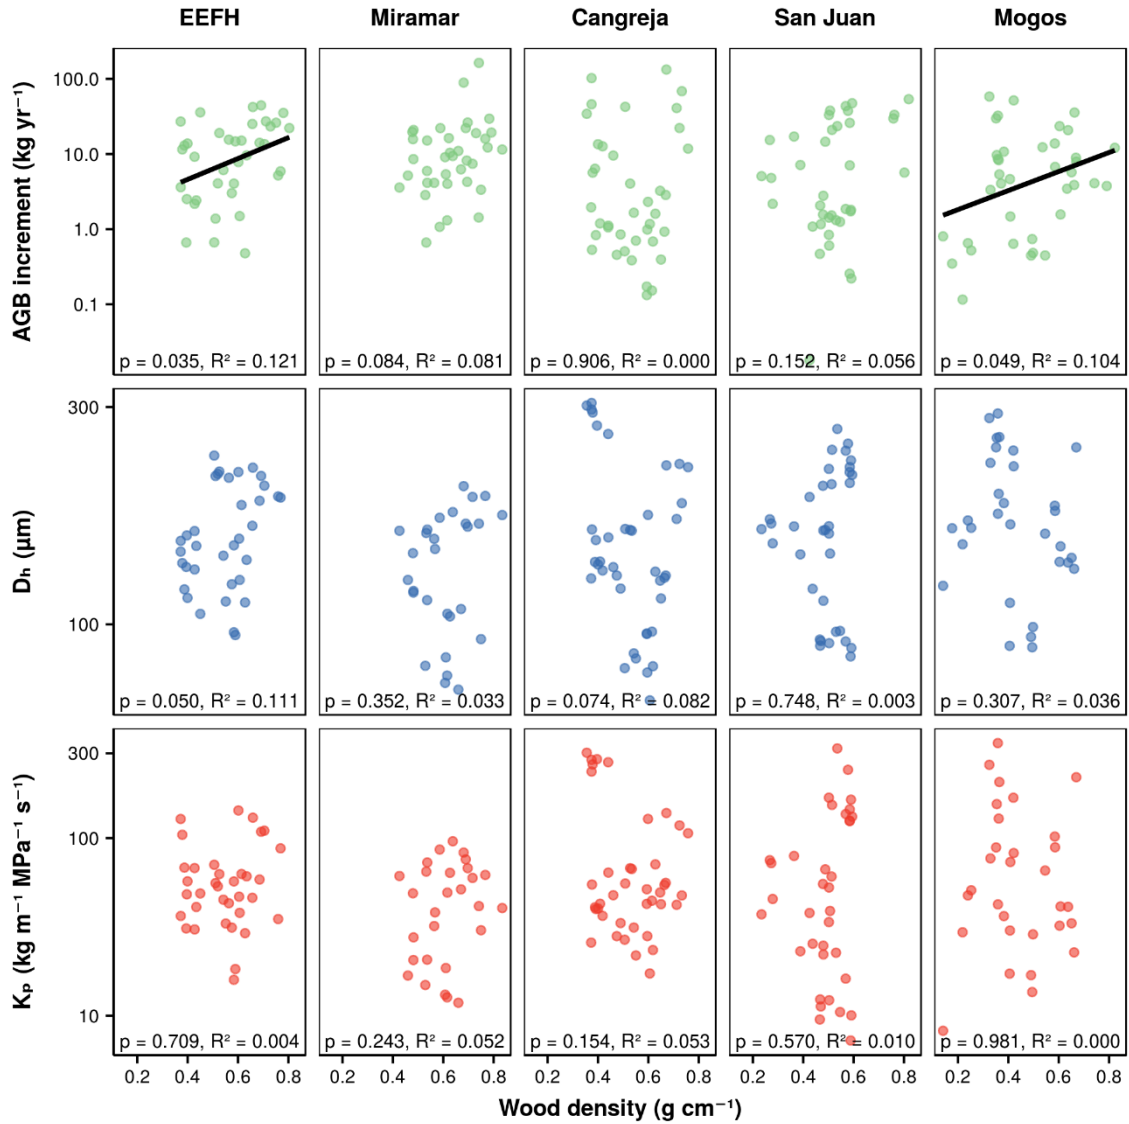 EEFH Miramar Cangreja San Juan Mogos
AGB increment (kg yr⁻¹)
100.0
10.0
1.0
0.1
p = 0.035, R² = 0.121 p = 0.084, R² = 0.081 p = 0.906, R² = 0.000 p = 0.152, R² = 0.056 p = 0.049, R² = 0.104
Dₕ (µm)
300
100
p = 0.050, R² = 0.111 p = 0.352, R² = 0.033 p = 0.074, R² = 0.082 p = 0.748, R² = 0.003 p = 0.307, R² = 0.036
Kₚ (kg m⁻¹ MPa⁻¹ s⁻¹)
300
100
10
p = 0.709, R² = 0.004 p = 0.243, R² = 0.052 p = 0.154, R² = 0.053 p = 0.570, R² = 0.010 p = 0.981, R² = 0.000
0.2 0.4 0.6 0.8 0.2 0.4 0.6 0.8 0.2 0.4 0.6 0.8 0.2 0.4 0.6 0.8 0.2 0.4 0.6 0.8
Wood density (g cm⁻¹)